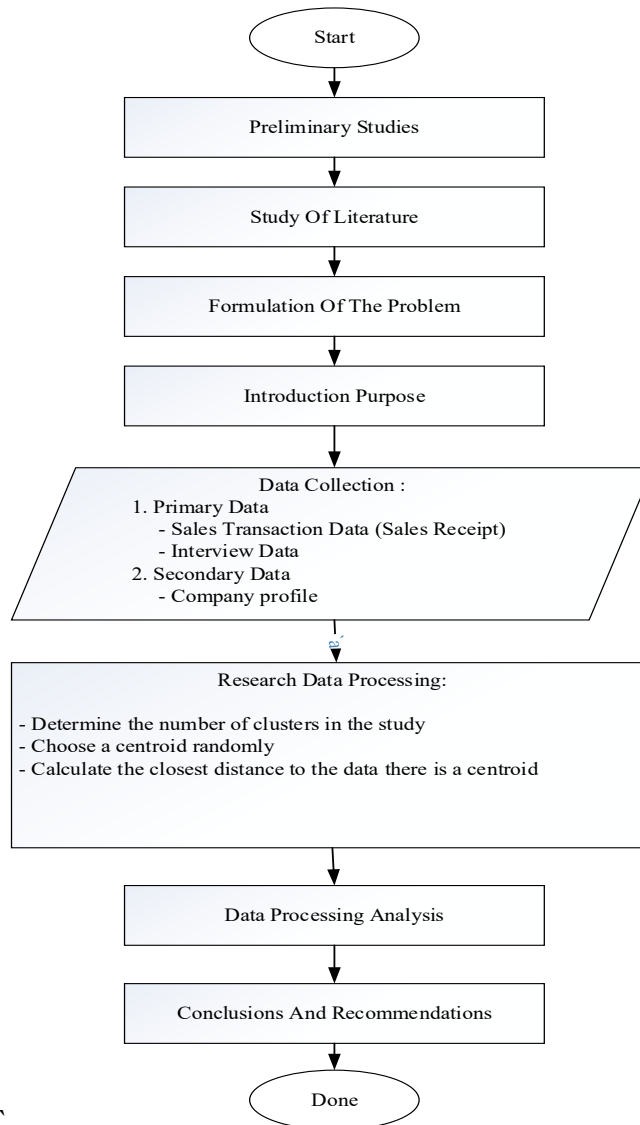 Start
Preliminary Studies
Study Of Literature
Formulation Of The Problem
Introduction Purpose
Data Collection :
1. Primary Data
- Sales Transaction Data (Sales Receipt)
- Interview Data
2. Secondary Data
- Company profile
`a
Research Data Processing:
- Determine the number of clusters in the study
- Choose a centroid randomly
- Calculate the closest distance to the data there is a centroid
Data Processing Analysis
Conclusions And Recommendations
Done